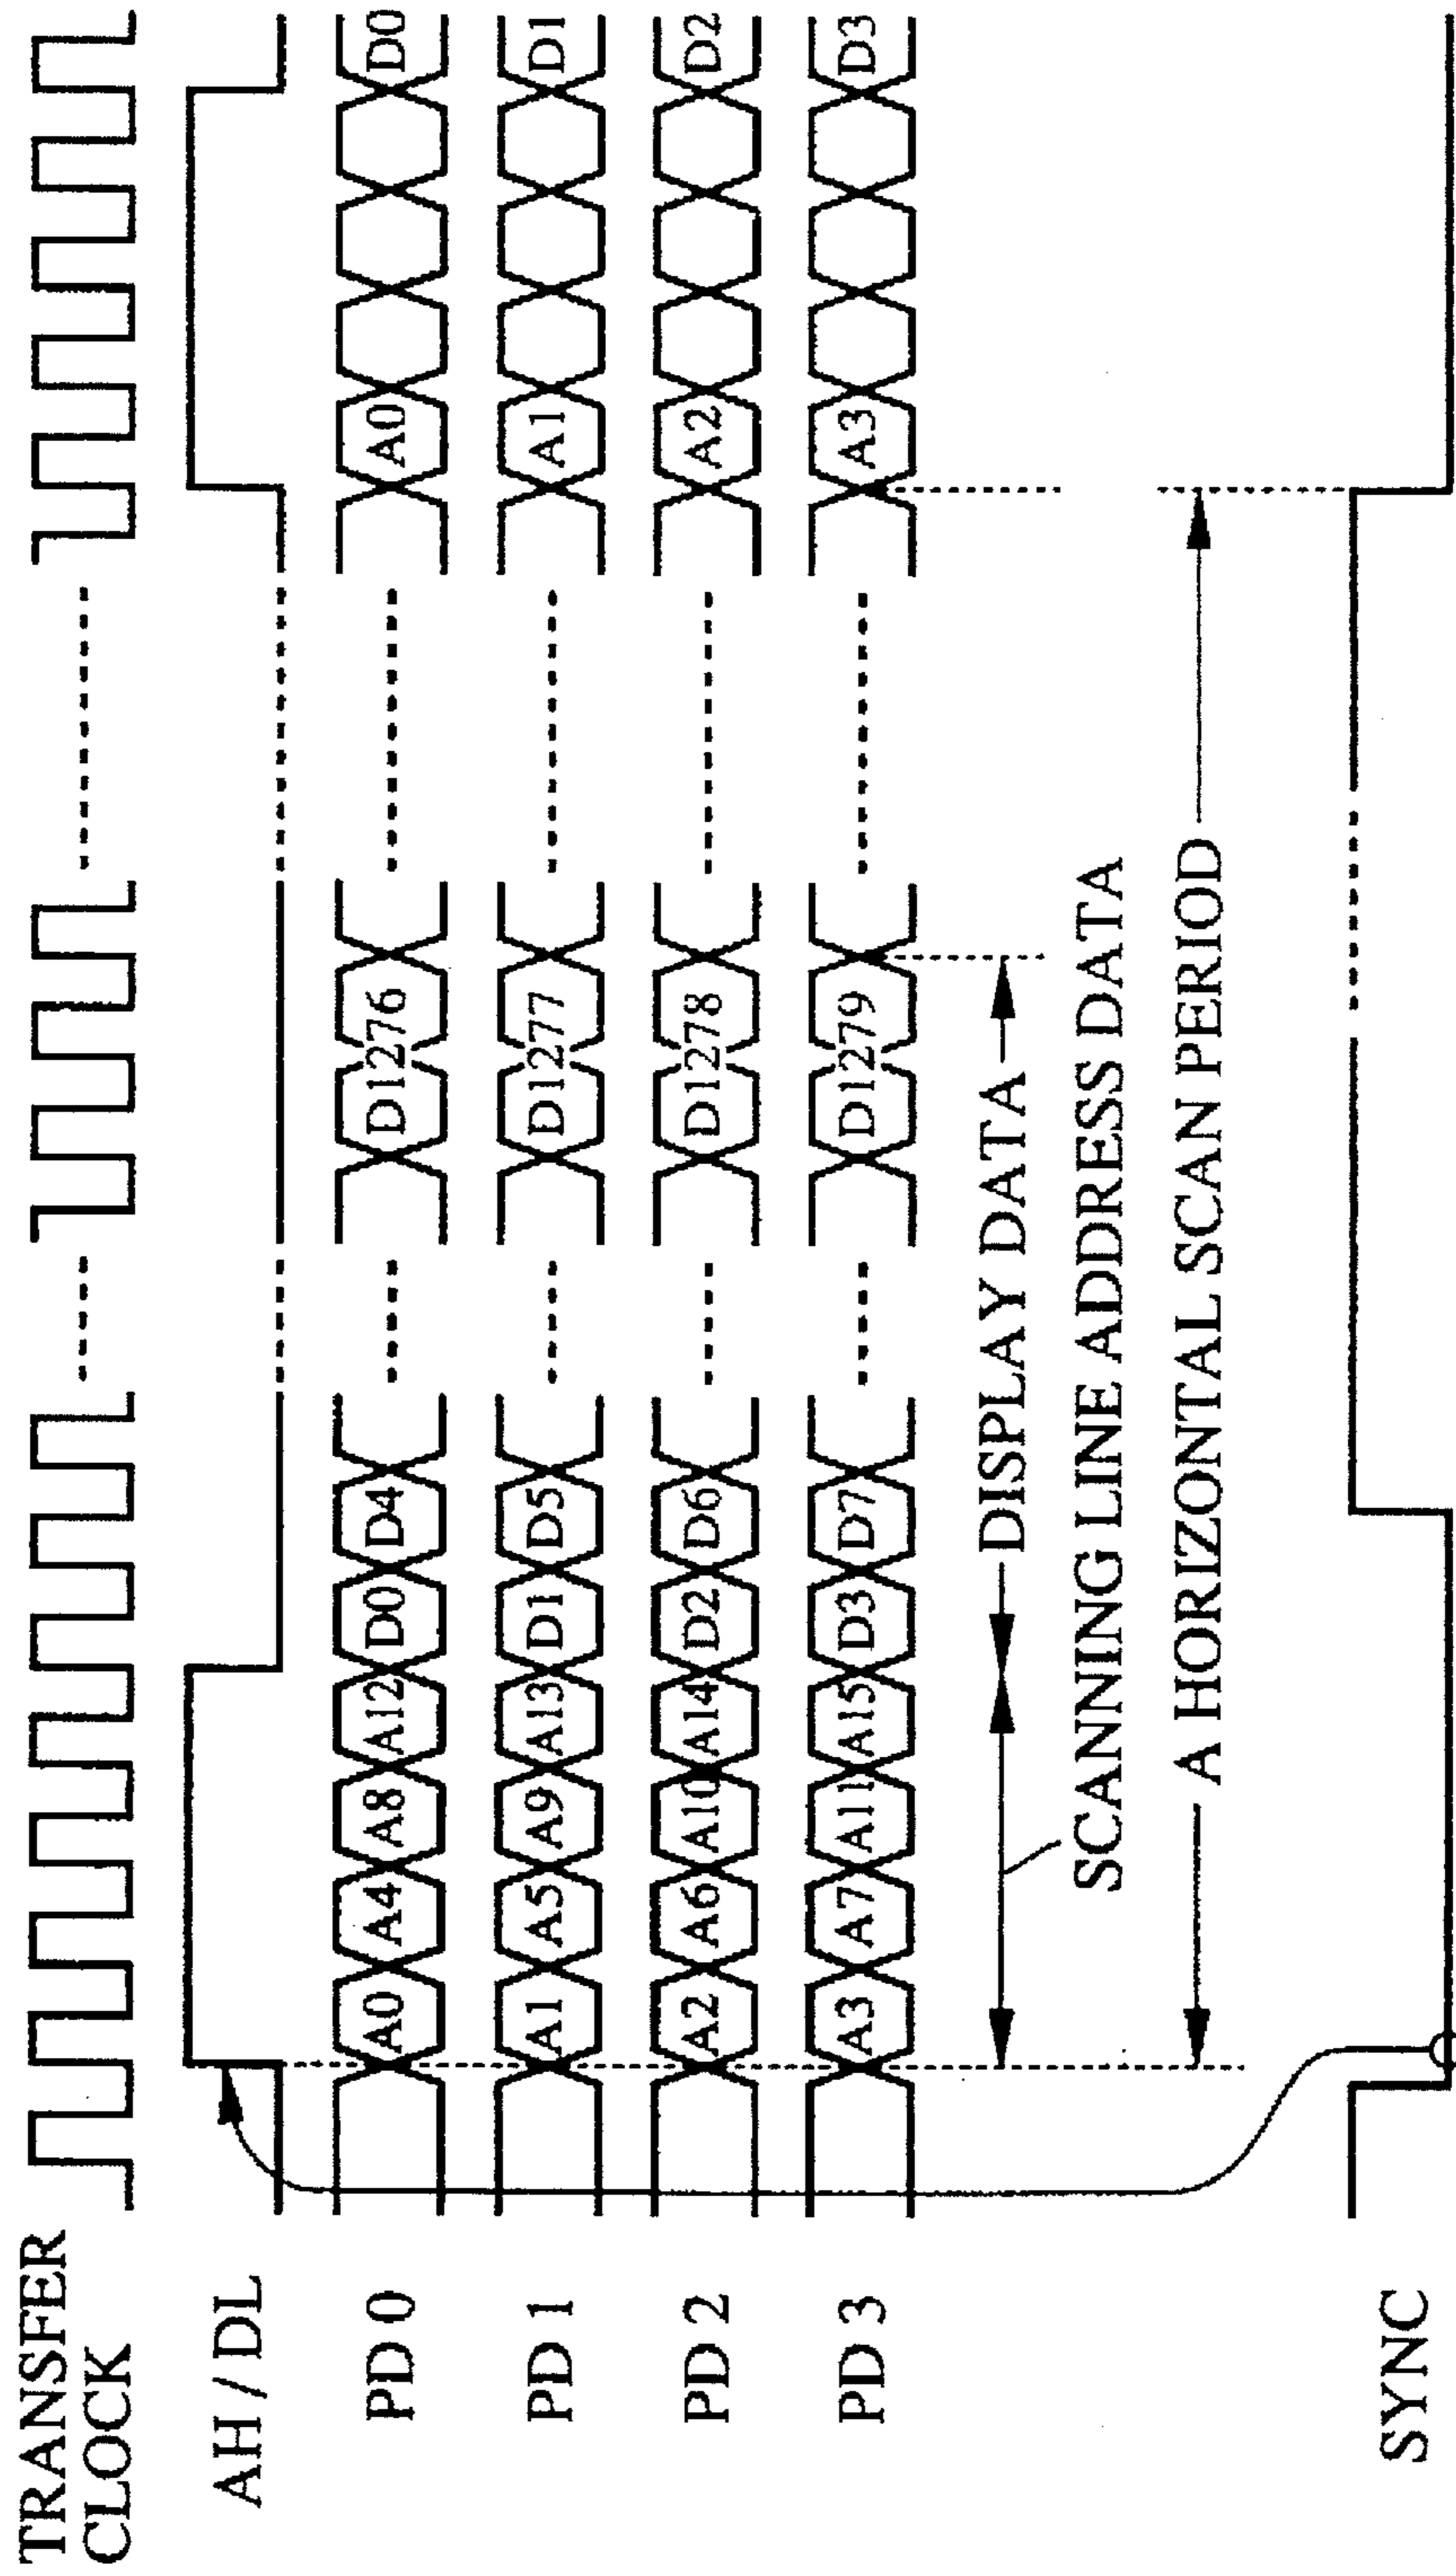 TRANSFER
CLOCK
AH / DL
PD 0
A0 A4 A8 A12 D0 D4 D1276 A0 D0
PD 1
A1 A5 A9 A13 D1 D5 D1277 A1 D1
PD 2
A2 A6 A10 A14 D2 D6 D1278 A2 D2
PD 3
A3 A7 A11 A15 D3 D7 D1279 A3 D3
DISPLAY DATA
SCANNING LINE ADDRESS DATA
A HORIZONTAL SCAN PERIOD
SYNC